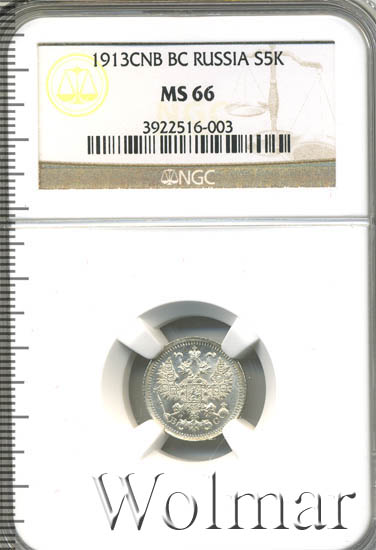 1913CNB BC RUSSIA S5K
MS 66
3922516-003
NGC
Wolmar